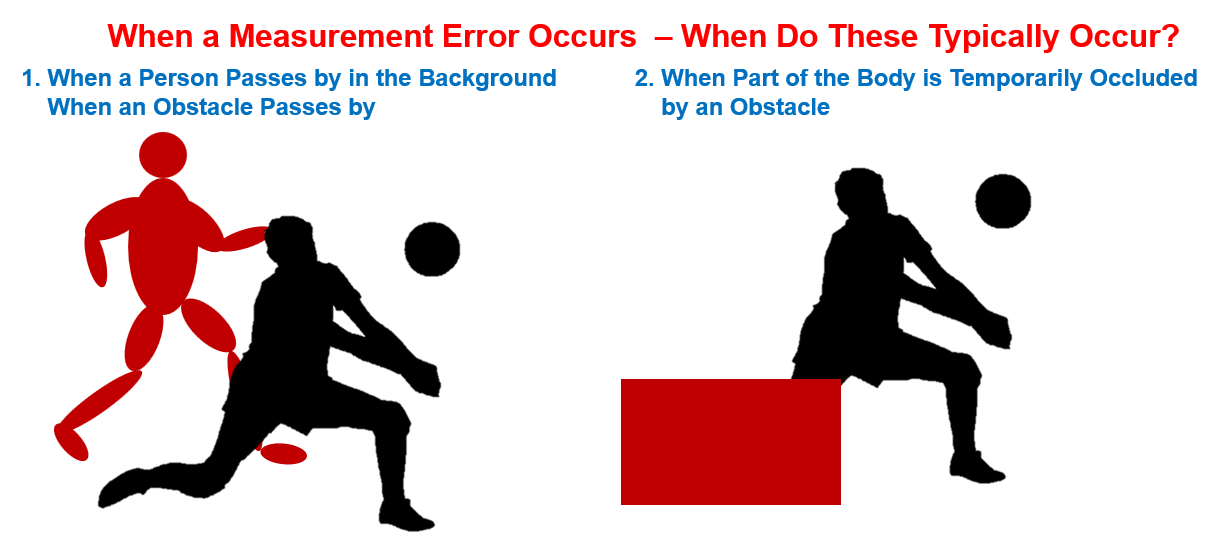 When a Measurement Error Occurs – When Do These Typically Occur?
1. When a Person Passes by in the Background
When an Obstacle Passes by
2. When Part of the Body is Temporarily Occluded
by an Obstacle